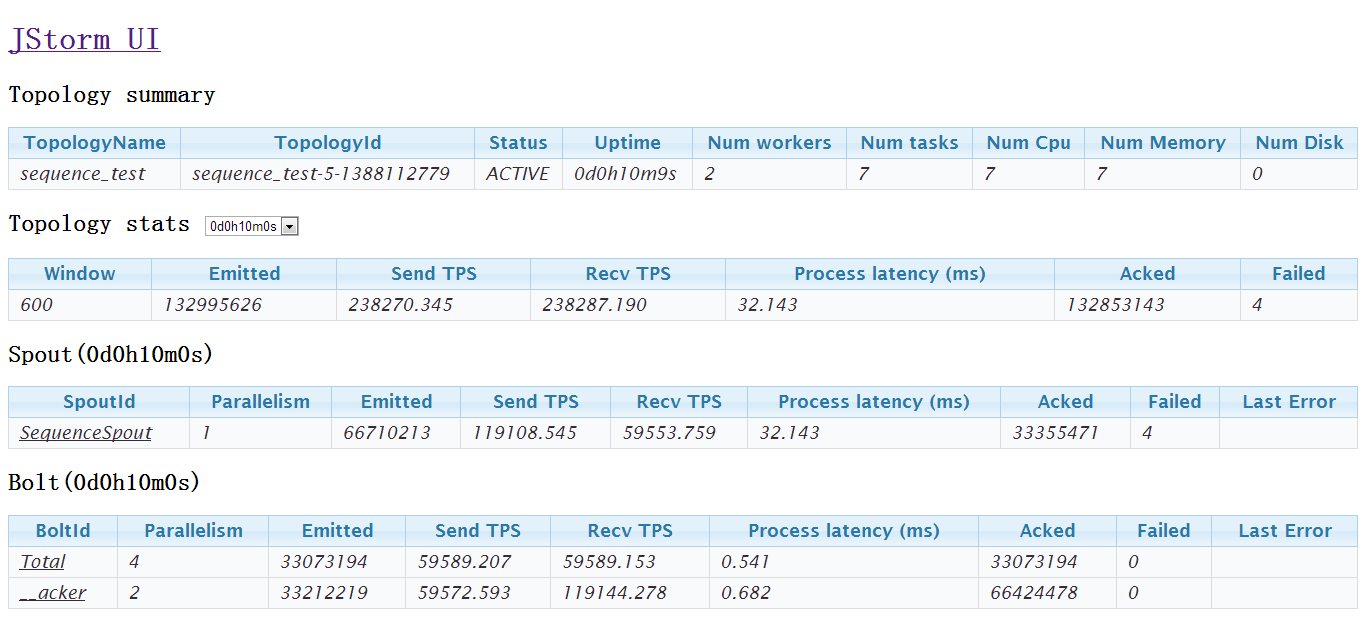 JStorm UI
Topology summary
TopologyName TopologyId Status Uptime Num workers Num tasks Num Cpu Num Memory Num Disk
sequence_test sequence_test-5-1388112779 ACTIVE 0d0h10m9s 2 7 7 7 0
Topology stats 0d0h10m0s
Window Emitted Send TPS Recv TPS Process latency (ms) Acked Failed
600 132995626 238270.345 238287.190 32.143 132853143 4
Spout(0d0h10m0s)
SpoutId Parallelism Emitted Send TPS Recv TPS Process latency (ms) Acked Failed Last Error
SequenceSpout 1 66710213 119108.545 59553.759 32.143 33355471 4
Bolt(0d0h10m0s)
BoltId Parallelism Emitted Send TPS Recv TPS Process latency (ms) Acked Failed Last Error
Total 4 33073194 59589.207 59589.153 0.541 33073194 0
__acker 2 33212219 59572.593 119144.278 0.682 66424478 0